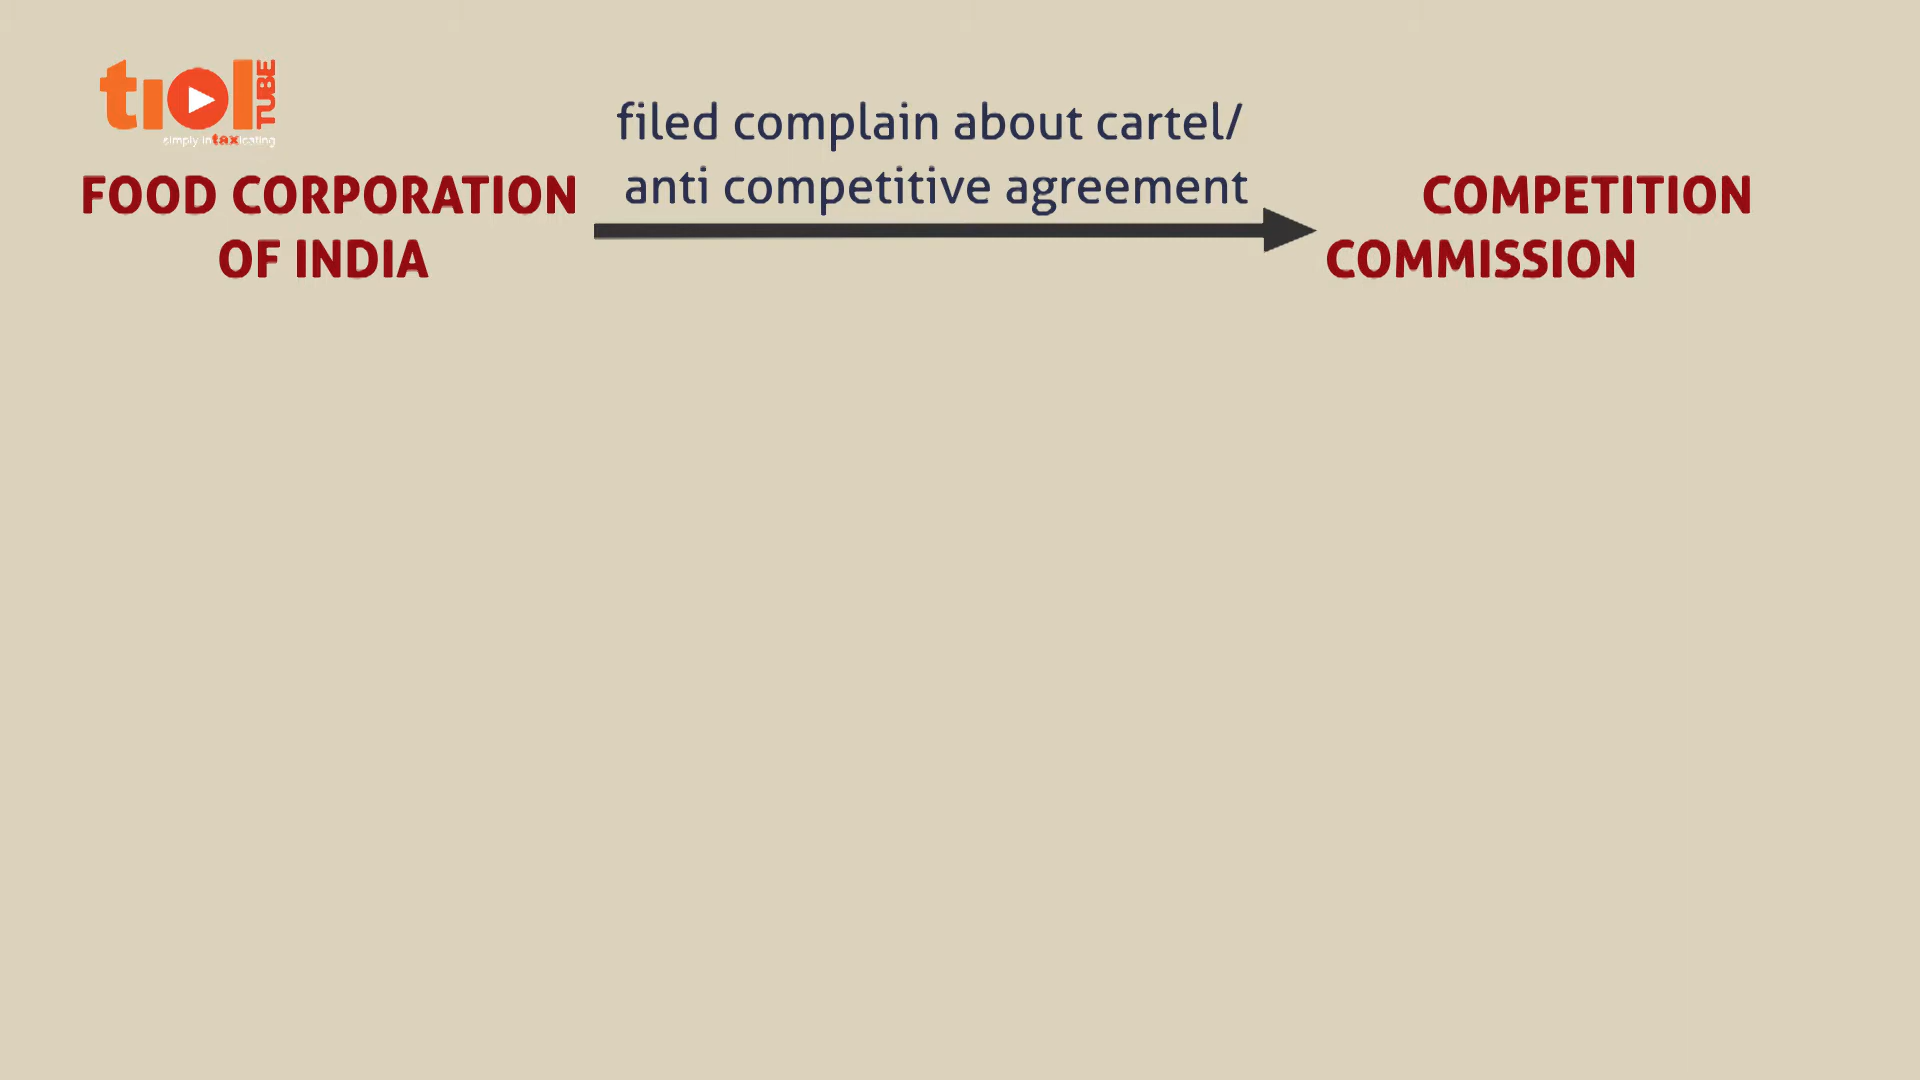 tiol TUBE
simply intaxicating
filed complain about cartel/
anti competitive agreement
FOOD CORPORATION
OF INDIA
COMPETITION
COMMISSION